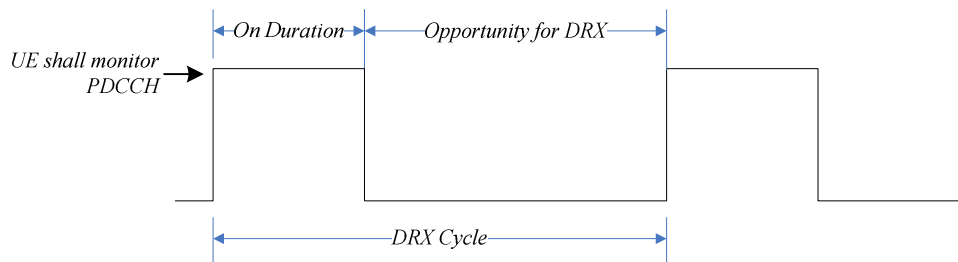 On Duration
Opportunity for DRX
UE shall monitor
PDCCH
DRX Cycle